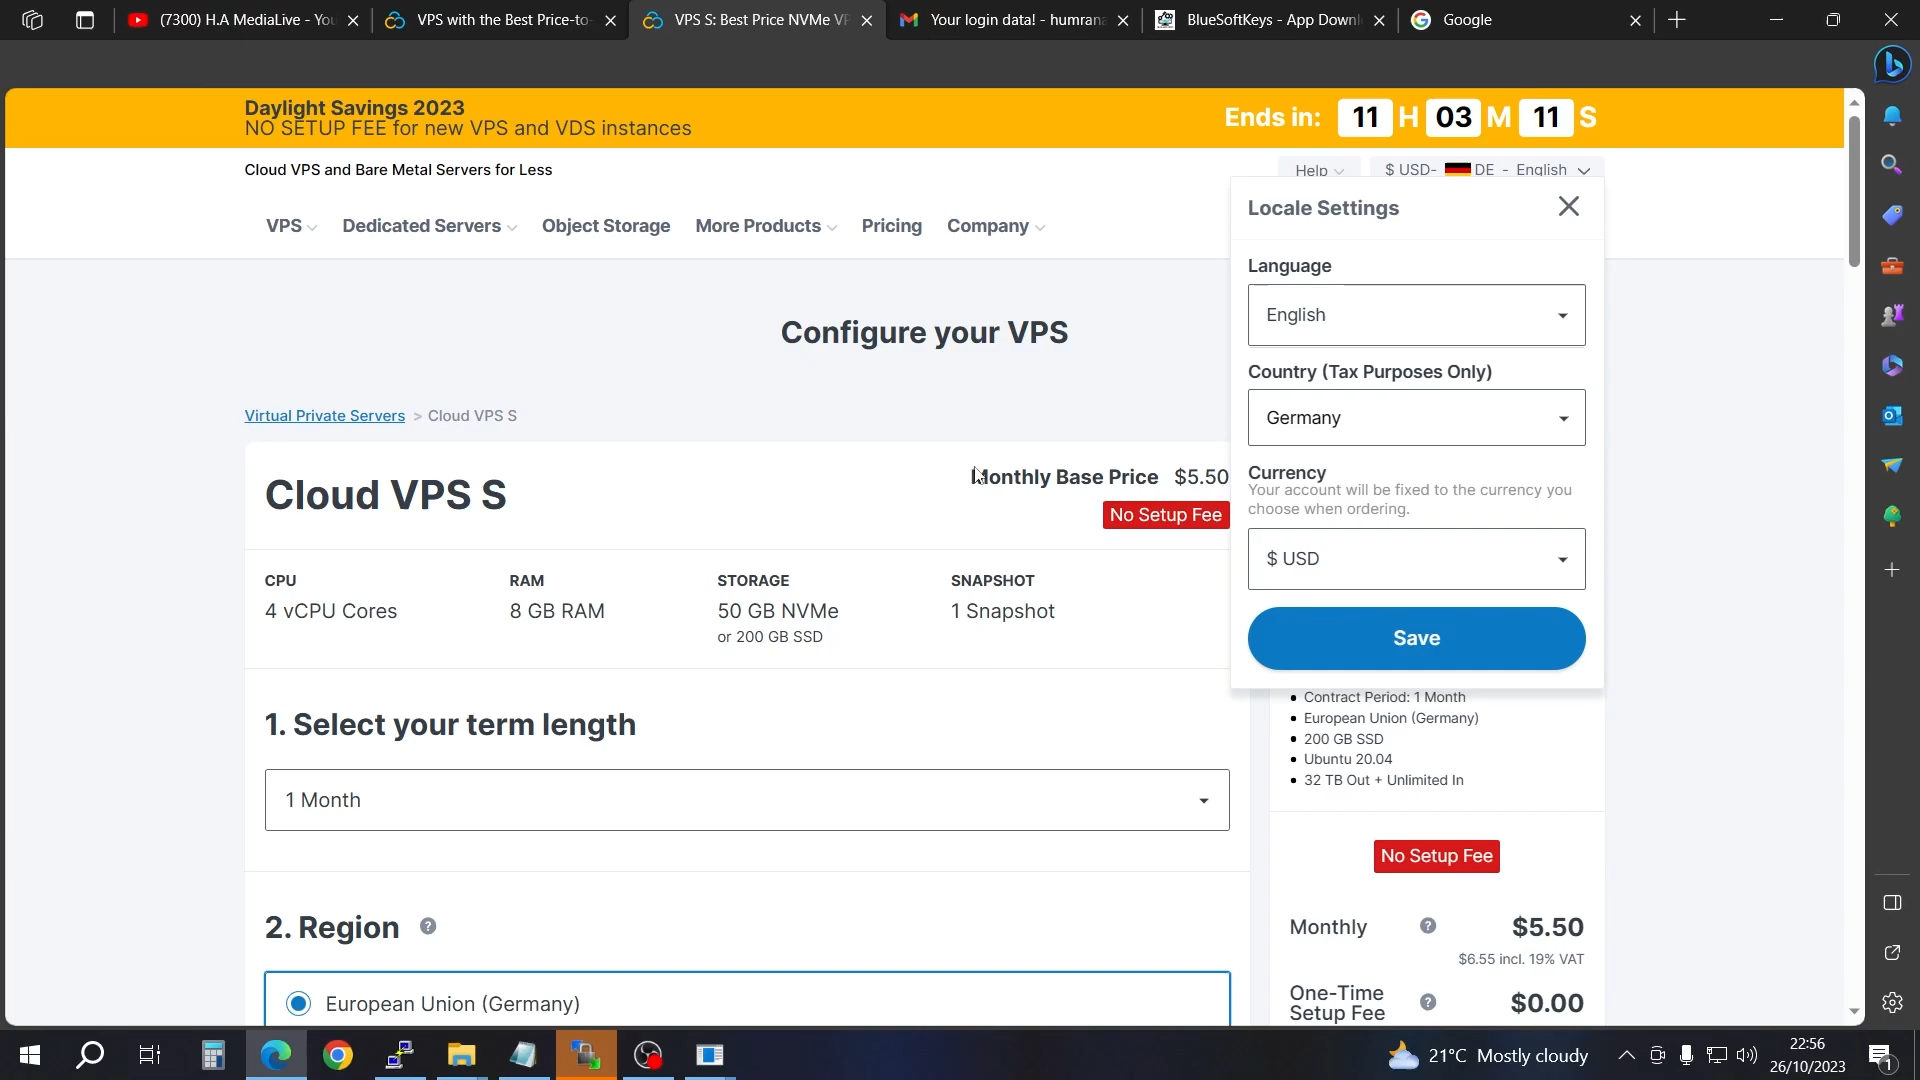 (7300) H.A MediaLive - You
VPS with the Best Price-to-
VPS S: Best Price NVMe VP
Your login data! - humrana
BlueSoftKeys - App Downl
Google
Daylight Savings 2023
NO SETUP FEE for new VPS and VDS instances
Ends in: 11 H 03 M 11 S
Cloud VPS and Bare Metal Servers for Less
Help
$ USD- DE - English
VPS
Dedicated Servers
Object Storage
More Products
Pricing
Company
Locale Settings
Language
English
Country (Tax Purposes Only)
Germany
Currency
Your account will be fixed to the currency you
choose when ordering.
$ USD
Save
Configure your VPS
Virtual Private Servers > Cloud VPS S
Cloud VPS S
Monthly Base Price $5.50
No Setup Fee
CPU
4 vCPU Cores
RAM
8 GB RAM
STORAGE
50 GB NVMe
or 200 GB SSD
SNAPSHOT
1 Snapshot
1. Select your term length
1 Month
2. Region
European Union (Germany)
Contract Period: 1 Month
European Union (Germany)
200 GB SSD
Ubuntu 20.04
32 TB Out + Unlimited In
No Setup Fee
Monthly $5.50
$6.55 incl. 19% VAT
One-Time
Setup Fee $0.00
21°C Mostly cloudy
22:56
26/10/2023
1